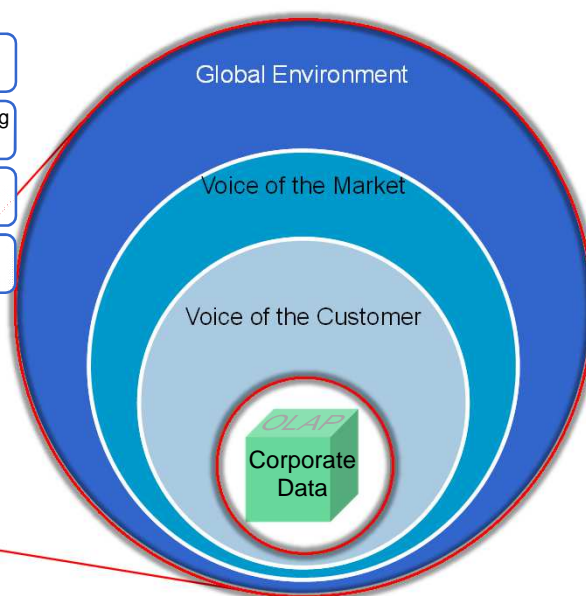 Global Environment
g
Voice of the Market
Voice of the Customer
OLAP
Corporate
Data